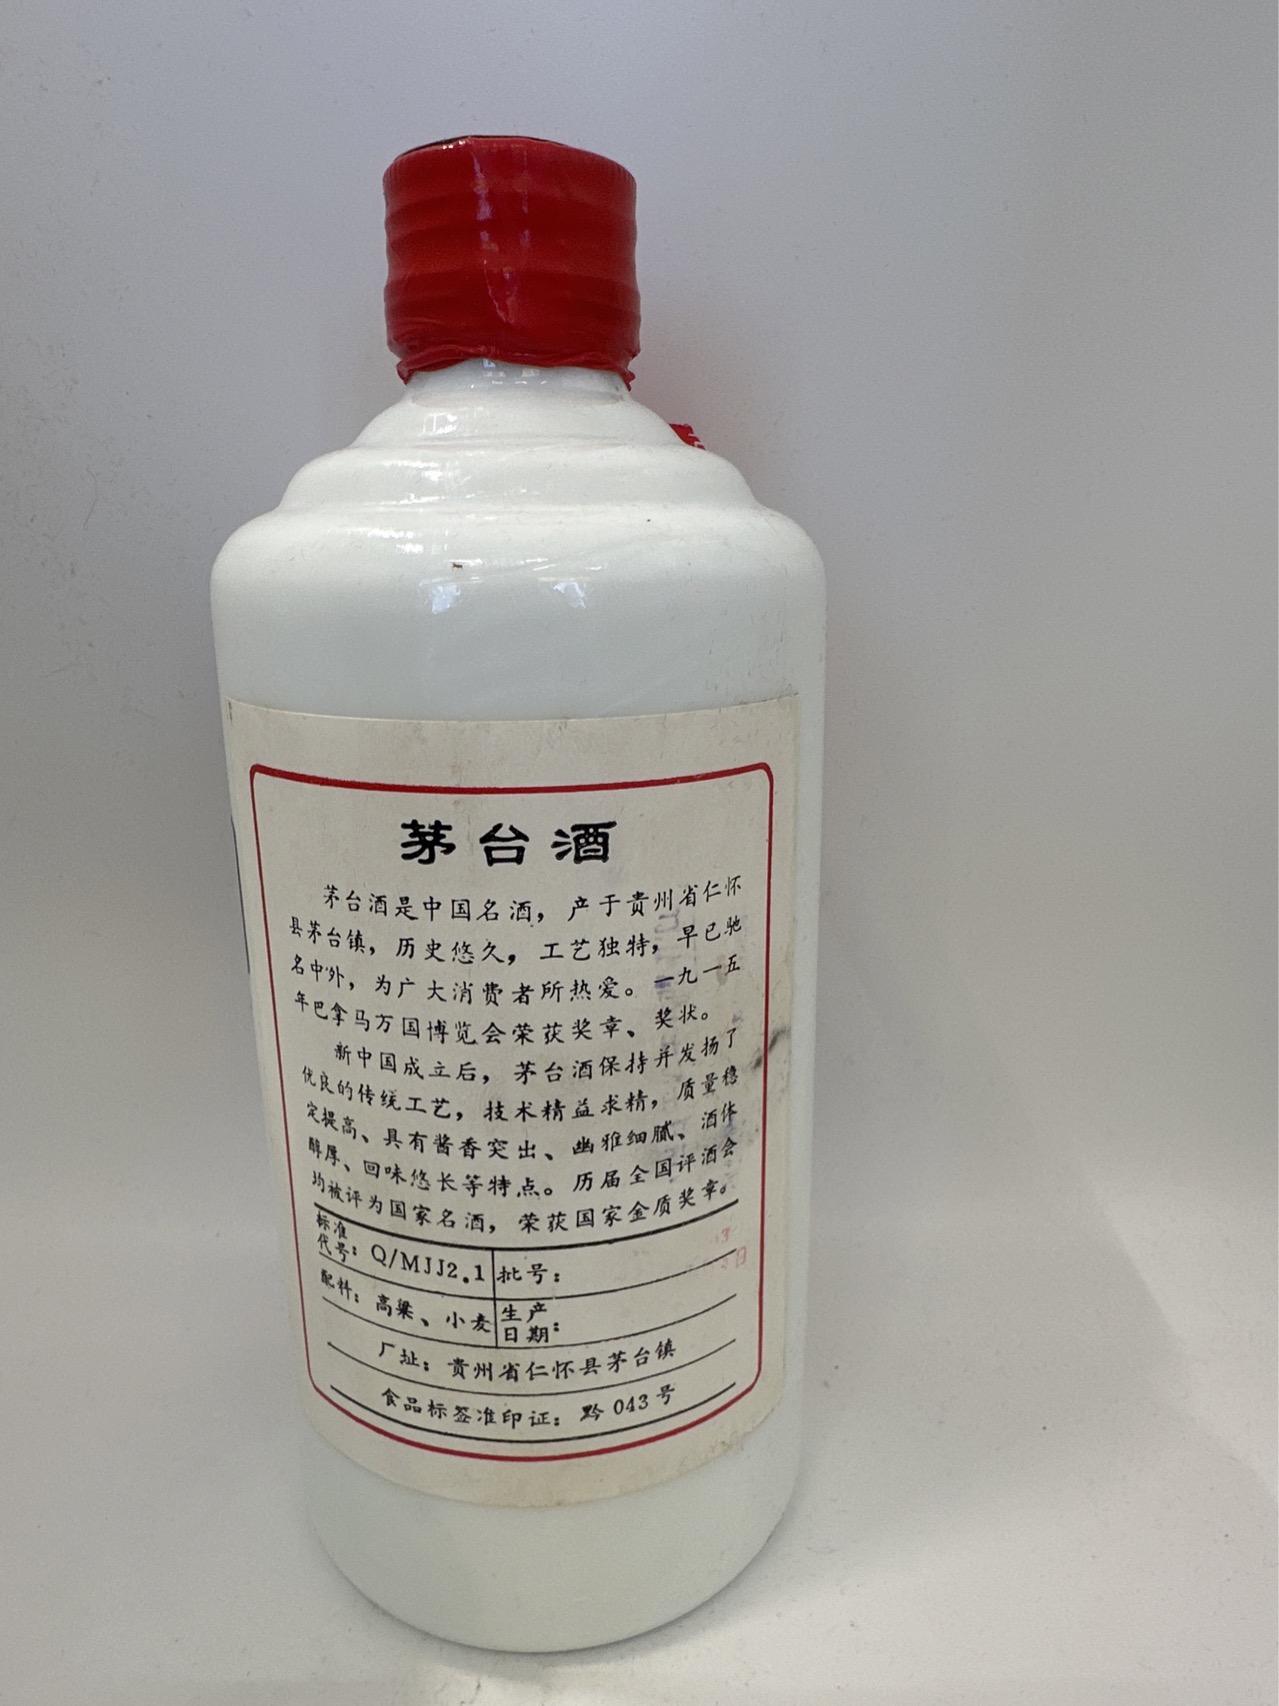 茅台酒
茅台酒是中国名酒，产于贵州省仁怀
县茅台镇，历史悠久，工艺独特，早已驰
名中外，为广大消费者所热爱。一九一五
年巴拿马万国博览会荣获奖章、奖状。
新中国成立后，茅台酒保持并发扬了
优良的传统工艺，技术精益求精，质量稳
定提高、具有酱香突出、幽雅细腻、酒体
醇厚、回味悠长等特点。历届全国评酒会
均被评为国家名酒，荣获国家金质奖章。
标准代号：Q/MJJ2.1 批号：
配料：高粱、小麦 生产日期：
厂址：贵州省仁怀县茅台镇
食品标签准印证：黔043号